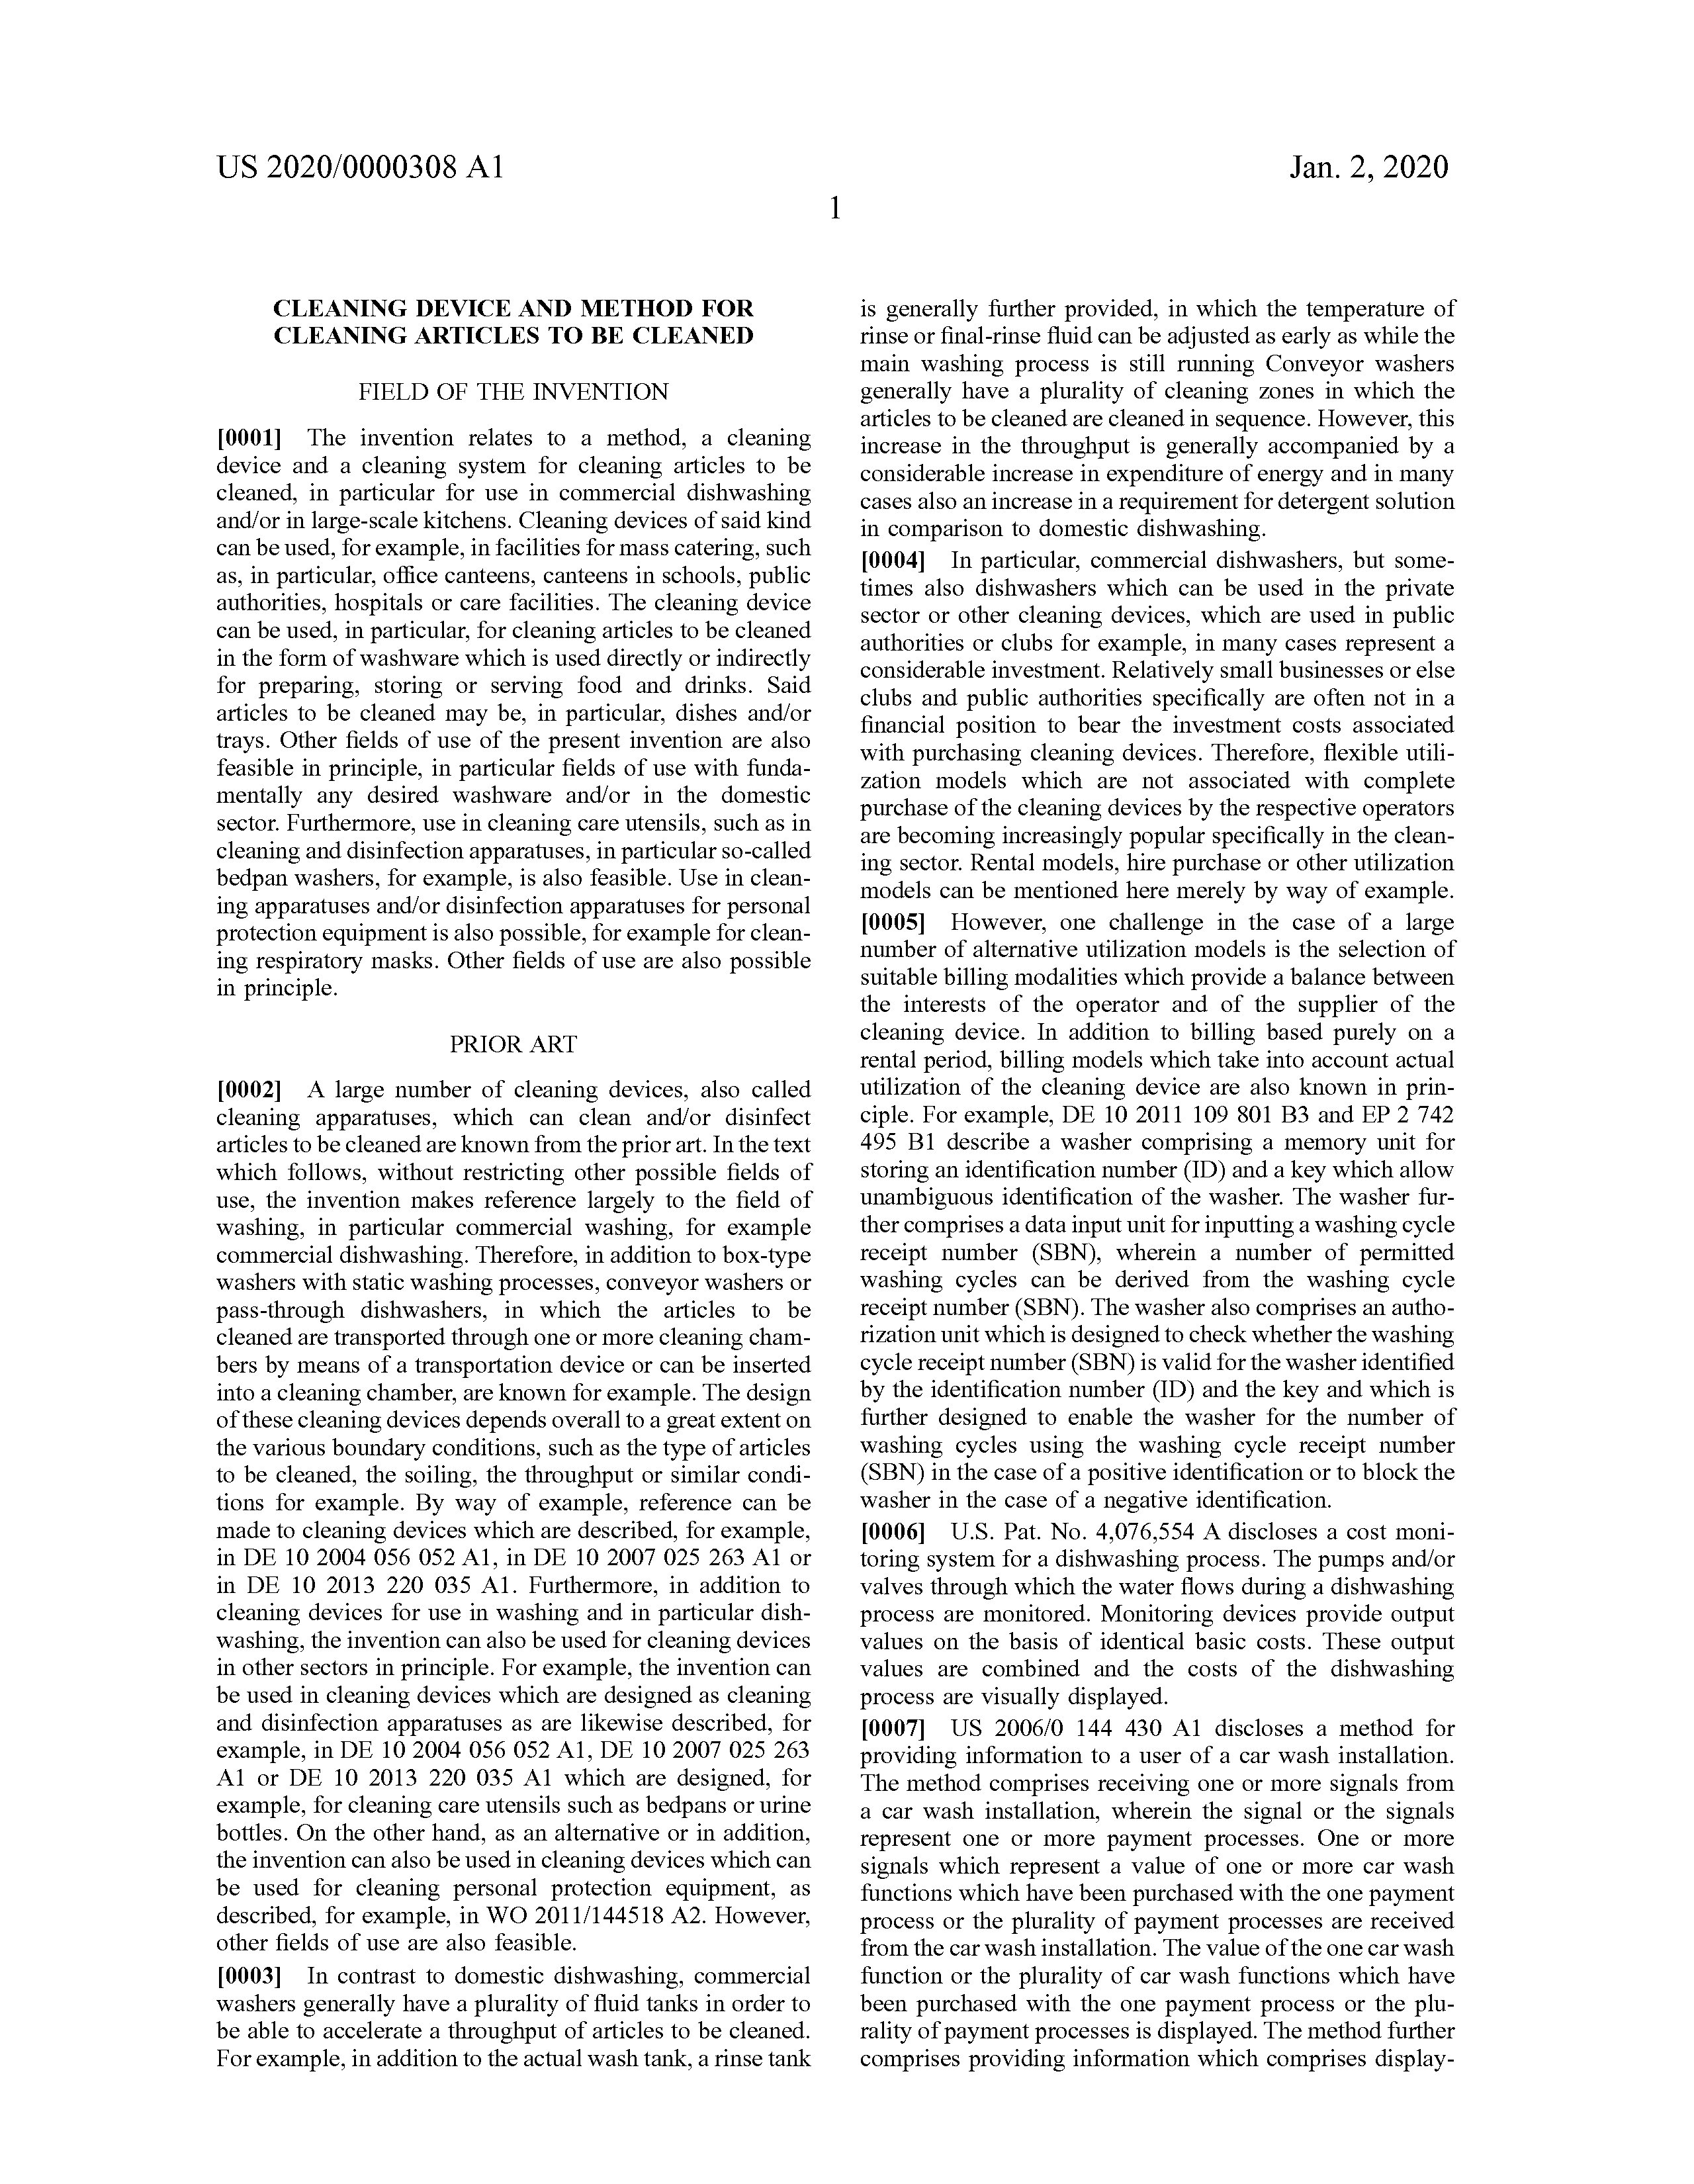 US 2020/0000308 A1
Jan. 2, 2020
1
CLEANING DEVICE AND METHOD FOR
CLEANING ARTICLES TO BE CLEANED
FIELD OF THE INVENTION
[0001] The invention relates to a method, a cleaning
device and a cleaning system for cleaning articles to be
cleaned, in particular for use in commercial dishwashing
and/or in large-scale kitchens. Cleaning devices of said kind
can be used, for example, in facilities for mass catering, such
as, in particular, office canteens, canteens in schools, public
authorities, hospitals or care facilities. The cleaning device
can be used, in particular, for cleaning articles to be cleaned
in the form of washware which is used directly or indirectly
for preparing, storing or serving food and drinks. Said
articles to be cleaned may be, in particular, dishes and/or
trays. Other fields of use of the present invention are also
feasible in principle, in particular fields of use with funda-
mentally any desired washware and/or in the domestic
sector. Furthermore, use in cleaning care utensils, such as in
cleaning and disinfection apparatuses, in particular so-called
bedpan washers, for example, is also feasible. Use in clean-
ing apparatuses and/or disinfection apparatuses for personal
protection equipment is also possible, for example for clean-
ing respiratory masks. Other fields of use are also possible
in principle.
PRIOR ART
[0002] A large number of cleaning devices, also called
cleaning apparatuses, which can clean and/or disinfect
articles to be cleaned are known from the prior art. In the text
which follows, without restricting other possible fields of
use, the invention makes reference largely to the field of
washing, in particular commercial washing, for example
commercial dishwashing. Therefore, in addition to box-type
washers with static washing processes, conveyor washers or
pass-through dishwashers, in which the articles to be
cleaned are transported through one or more cleaning cham-
bers by means of a transportation device or can be inserted
into a cleaning chamber, are known for example. The design
of these cleaning devices depends overall to a great extent on
the various boundary conditions, such as the type of articles
to be cleaned, the soiling, the throughput or similar condi-
tions for example. By way of example, reference can be
made to cleaning devices which are described, for example,
in DE 10 2004 056 052 A1, in DE 10 2007 025 263 A1 or
in DE 10 2013 220 035 A1. Furthermore, in addition to
cleaning devices for use in washing and in particular dish-
washing, the invention can also be used for cleaning devices
in other sectors in principle. For example, the invention can
be used in cleaning devices which are designed as cleaning
and disinfection apparatuses as are likewise described, for
example, in DE 10 2004 056 052 A1, DE 10 2007 025 263
A1 or DE 10 2013 220 035 A1 which are designed, for
example, for cleaning care utensils such as bedpans or urine
bottles. On the other hand, as an alternative or in addition,
the invention can also be used in cleaning devices which can
be used for cleaning personal protection equipment, as
described, for example, in WO 2011/144518 A2. However,
other fields of use are also feasible.
[0003] In contrast to domestic dishwashing, commercial
washers generally have a plurality of fluid tanks in order to
be able to accelerate a throughput of articles to be cleaned.
For example, in addition to the actual wash tank, a rinse tank
is generally further provided, in which the temperature of
rinse or final-rinse fluid can be adjusted as early as while the
main washing process is still running Conveyor washers
generally have a plurality of cleaning zones in which the
articles to be cleaned are cleaned in sequence. However, this
increase in the throughput is generally accompanied by a
considerable increase in expenditure of energy and in many
cases also an increase in a requirement for detergent solution
in comparison to domestic dishwashing.
[0004] In particular, commercial dishwashers, but some-
times also dishwashers which can be used in the private
sector or other cleaning devices, which are used in public
authorities or clubs for example, in many cases represent a
considerable investment. Relatively small businesses or else
clubs and public authorities specifically are often not in a
financial position to bear the investment costs associated
with purchasing cleaning devices. Therefore, flexible utili-
zation models which are not associated with complete
purchase of the cleaning devices by the respective operators
are becoming increasingly popular specifically in the clean-
ing sector. Rental models, hire purchase or other utilization
models can be mentioned here merely by way of example.
[0005] However, one challenge in the case of a large
number of alternative utilization models is the selection of
suitable billing modalities which provide a balance between
the interests of the operator and of the supplier of the
cleaning device. In addition to billing based purely on a
rental period, billing models which take into account actual
utilization of the cleaning device are also known in prin-
ciple. For example, DE 10 2011 109 801 B3 and EP 2 742
495 B1 describe a washer comprising a memory unit for
storing an identification number (ID) and a key which allow
unambiguous identification of the washer. The washer fur-
ther comprises a data input unit for inputting a washing cycle
receipt number (SBN), wherein a number of permitted
washing cycles can be derived from the washing cycle
receipt number (SBN). The washer also comprises an autho-
rization unit which is designed to check whether the washing
cycle receipt number (SBN) is valid for the washer identified
by the identification number (ID) and the key and which is
further designed to enable the washer for the number of
washing cycles using the washing cycle receipt number
(SBN) in the case of a positive identification or to block the
washer in the case of a negative identification.
[0006] U.S. Pat. No. 4,076,554 A discloses a cost moni-
toring system for a dishwashing process. The pumps and/or
valves through which the water flows during a dishwashing
process are monitored. Monitoring devices provide output
values on the basis of identical basic costs. These output
values are combined and the costs of the dishwashing
process are visually displayed.
[0007] US 2006/0 144 430 A1 discloses a method for
providing information to a user of a car wash installation.
The method comprises receiving one or more signals from
a car wash installation, wherein the signal or the signals
represent one or more payment processes. One or more
signals which represent a value of one or more car wash
functions which have been purchased with the one payment
process or the plurality of payment processes are received
from the car wash installation. The value of the one car wash
function or the plurality of car wash functions which have
been purchased with the one payment process or the plu-
rality of payment processes is displayed. The method further
comprises providing information which comprises display-